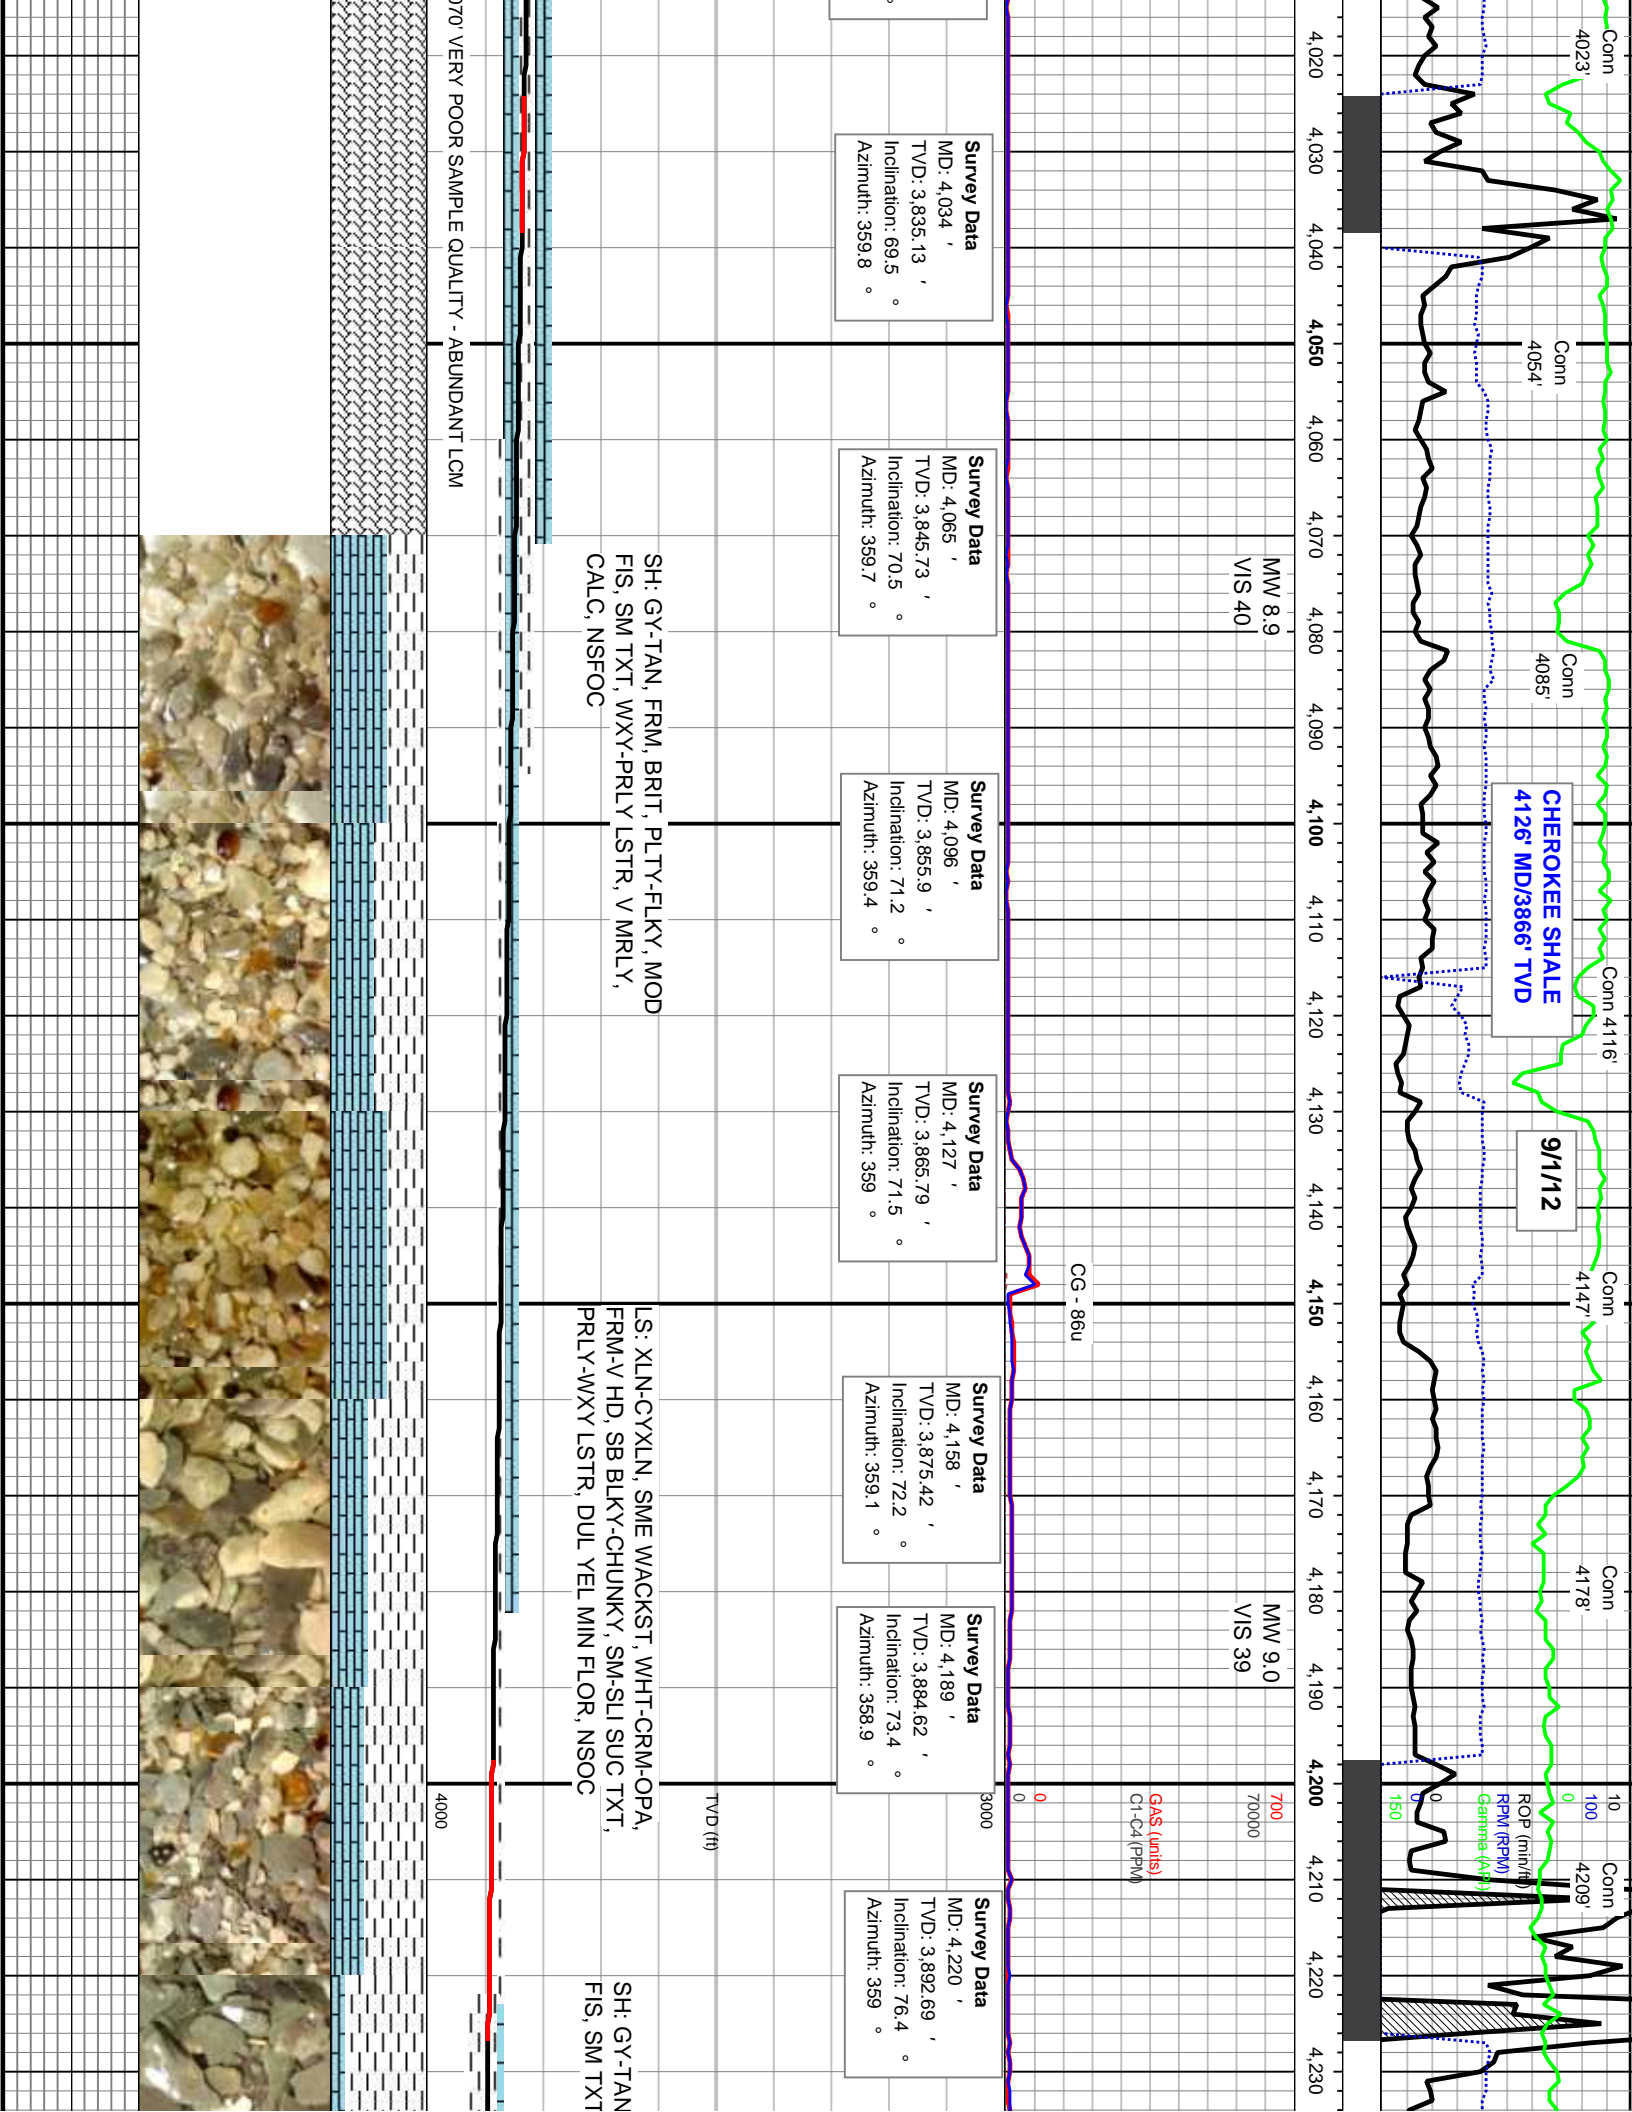 Conn
4023'
Conn
4054'
Conn
4085'
CHEROKEE SHALE
4126' MD/3866' TVD
Conn 4116'
9/1/12
Conn
4147'
Conn
4178'
Conn
4209'
10
ROP (min/ft)
0
100
RPM (RPM)
0
0
Gamma (API)
150
4,020
4,030
4,040
4,050
4,060
4,070
4,080
4,090
4,100
4,110
4,120
4,130
4,140
4,150
4,160
4,170
4,180
4,190
4,200
4,210
4,220
4,230
MW 8.9
VIS 40
MW 9.0
VIS 39
CG - 86u
700
GAS (units)
0
70000
C1-C4 (PPM)
0
Survey Data
MD: 4,034 '
TVD: 3,835.13 '
Inclination: 69.5 °
Azimuth: 359.8 °
Survey Data
MD: 4,065 '
TVD: 3,845.73 '
Inclination: 70.5 °
Azimuth: 359.7 °
Survey Data
MD: 4,096 '
TVD: 3,855.9 '
Inclination: 71.2 °
Azimuth: 359.4 °
Survey Data
MD: 4,127 '
TVD: 3,865.79 '
Inclination: 71.5 °
Azimuth: 359 °
Survey Data
MD: 4,158 '
TVD: 3,875.42 '
Inclination: 72.2 °
Azimuth: 359.1 °
Survey Data
MD: 4,189 '
TVD: 3,884.62 '
Inclination: 73.4 °
Azimuth: 358.9 °
Survey Data
MD: 4,220 '
TVD: 3,892.69 '
Inclination: 76.4 °
Azimuth: 359 °
3000
TVD (ft)
4000
SH: GY-TAN, FRM, BRIT, PLTY-FLKY, MOD
FIS, SM TXT, WXY-PRLY LSTR, V MRLY,
CALC, NSFOC
LS: XLN-CYXLN, SME WACKST, WHT-CRM-OPA,
FRM-V HD, SB BLKY-CHUNKY, SM-SLI SUC TXT,
PRLY-WXY LSTR, DUL YEL MIN FLOR, NSOC
SH: GY-TAN
FIS, SM TXT
070' VERY POOR SAMPLE QUALITY - ABUNDANT LCM